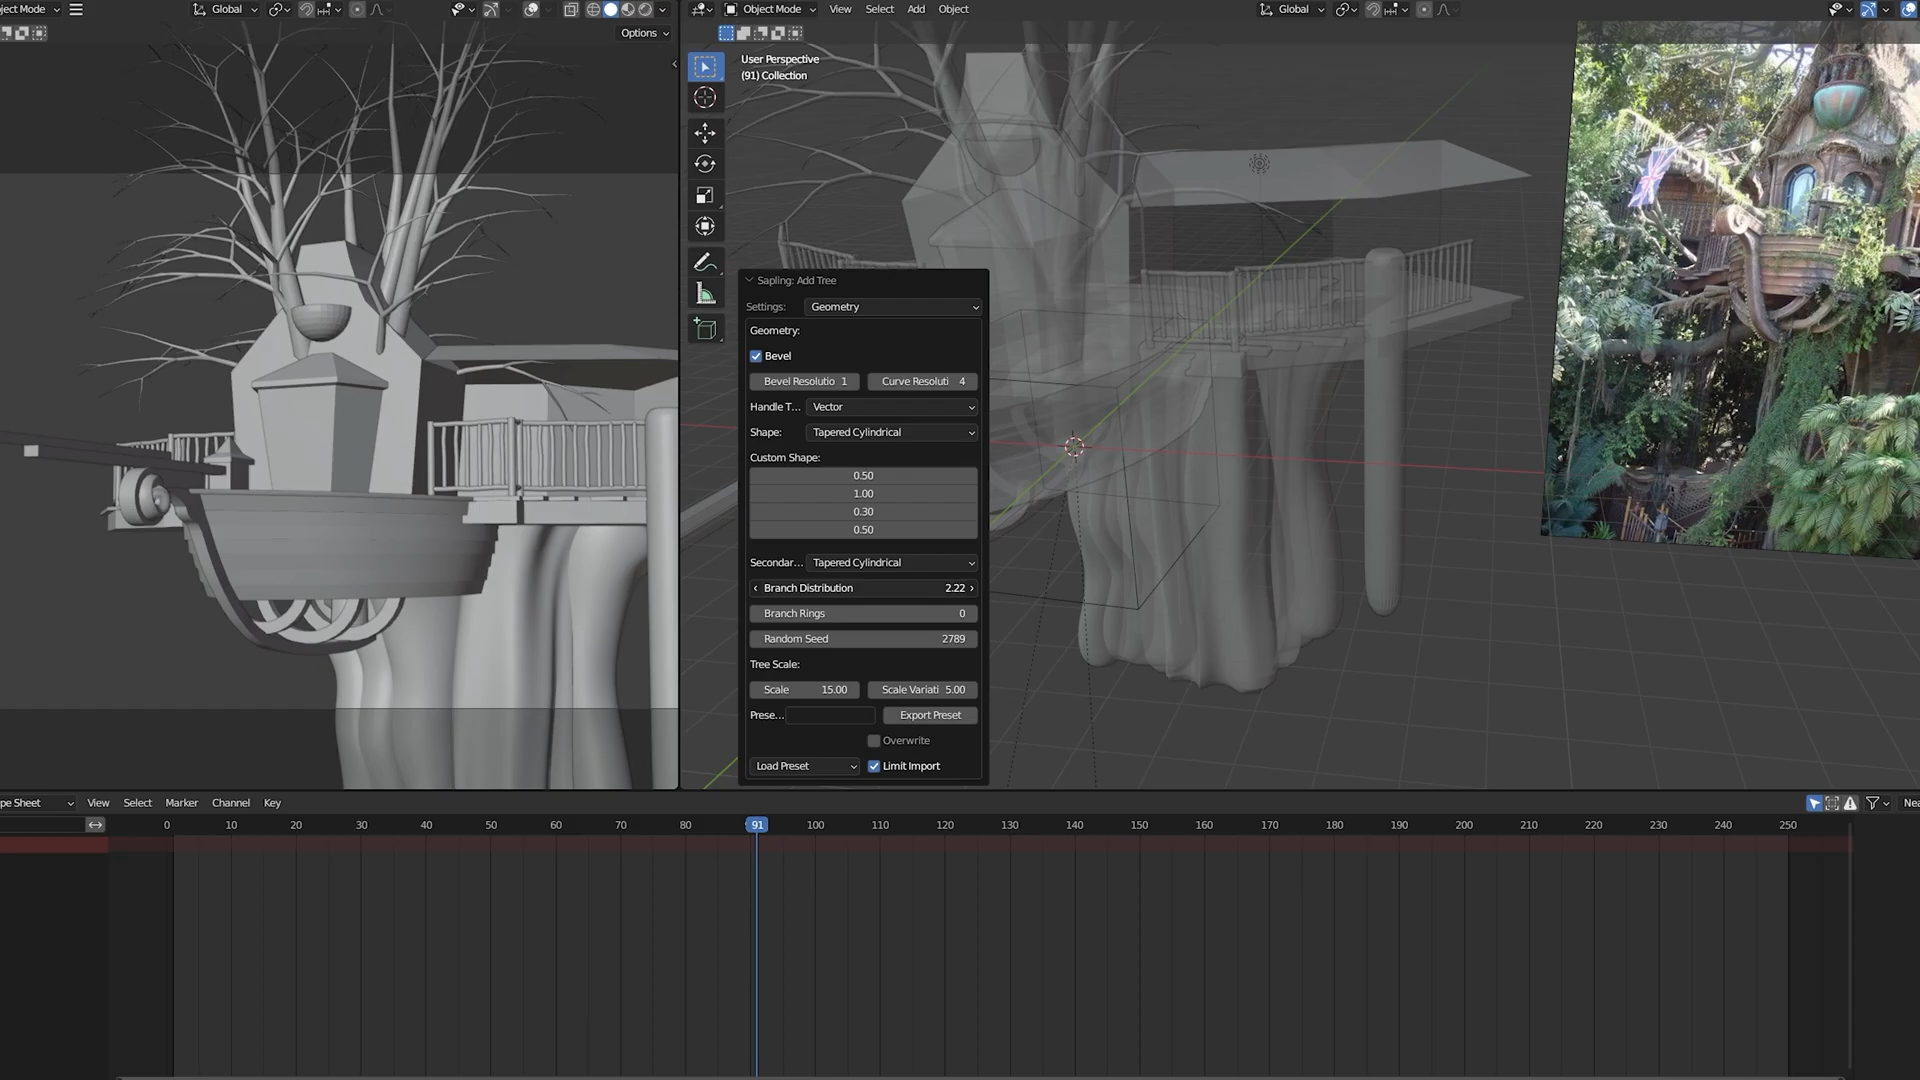 ject Mode Global Object Mode View Select Add Object Global
Options
User Perspective
(91) Collection
Sapling: Add Tree
Settings: Geometry
Geometry:
Bevel
Bevel Resolutio 1 Curve Resoluti 4
Handle T... Vector
Shape: Tapered Cylindrical
Custom Shape:
0.50
1.00
0.30
0.50
Secondar... Tapered Cylindrical
Branch Distribution 2.22
Branch Rings 0
Random Seed 2789
Tree Scale:
Scale 15.00 Scale Variati 5.00
Prese... Export Preset
Overwrite
Load Preset Limit Import
pe Sheet View Select Marker Channel Key Nea
0 10 20 30 40 50 60 70 80 91 100 110 120 130 140 150 160 170 180 190 200 210 220 230 240 250